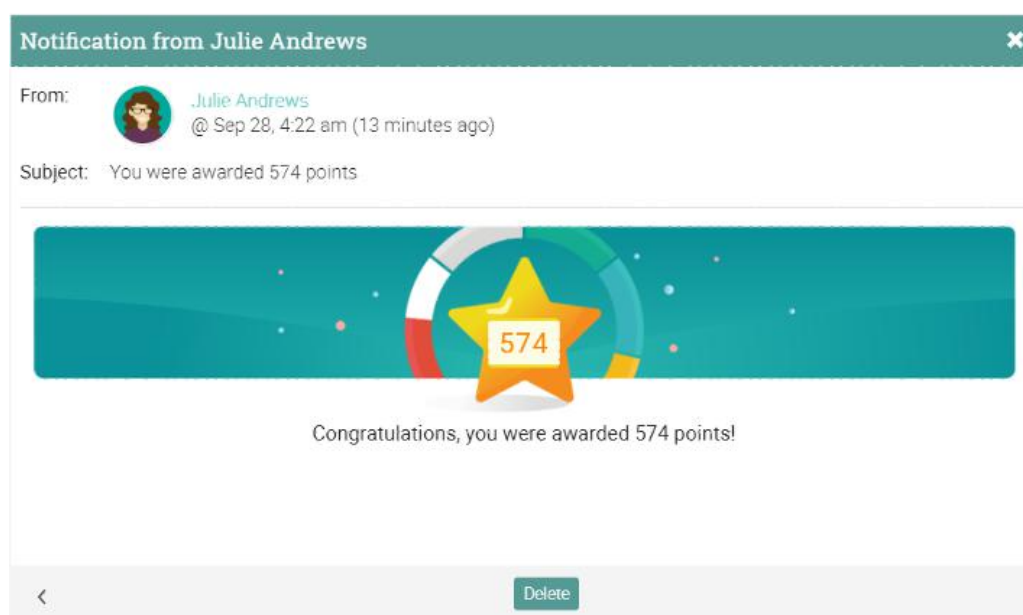 Notification from Julie Andrews
From:
Julie Andrews
@ Sep 28, 4:22 am (13 minutes ago)
Subject: You were awarded 574 points
574
Congratulations, you were awarded 574 points!
Delete